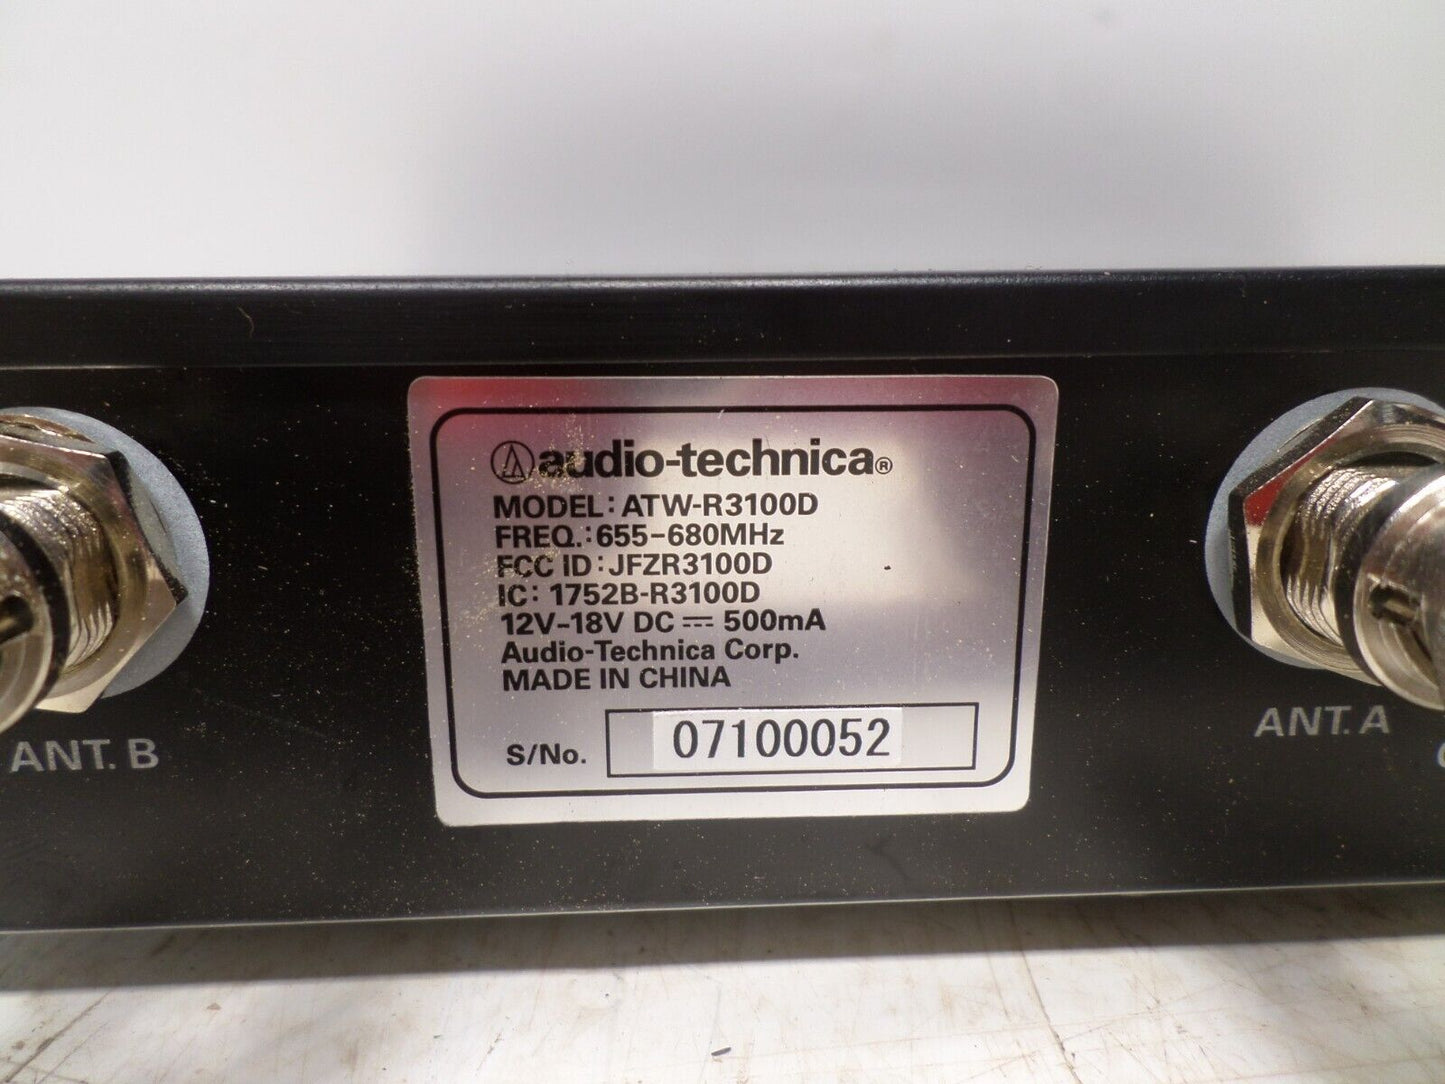 audio-technica®
MODEL: ATW-R3100D
FREQ.: 655-680MHz
FCC ID: JFZR3100D
IC: 1752B-R3100D
12V-18V DC ⎓ 500mA
Audio-Technica Corp.
MADE IN CHINA
S/No. 07100052
ANT. B
ANT. A